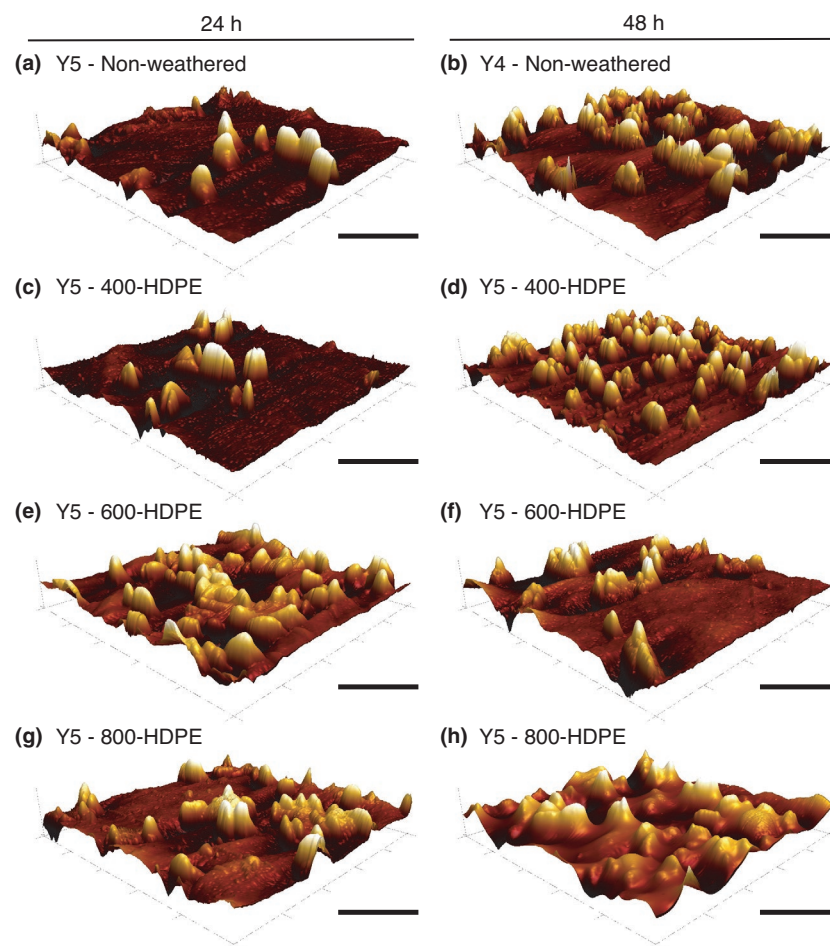 24 h
48 h
(a) Y5 - Non-weathered
(b) Y4 - Non-weathered
(c) Y5 - 400-HDPE
(d) Y5 - 400-HDPE
(e) Y5 - 600-HDPE
(f) Y5 - 600-HDPE
(g) Y5 - 800-HDPE
(h) Y5 - 800-HDPE